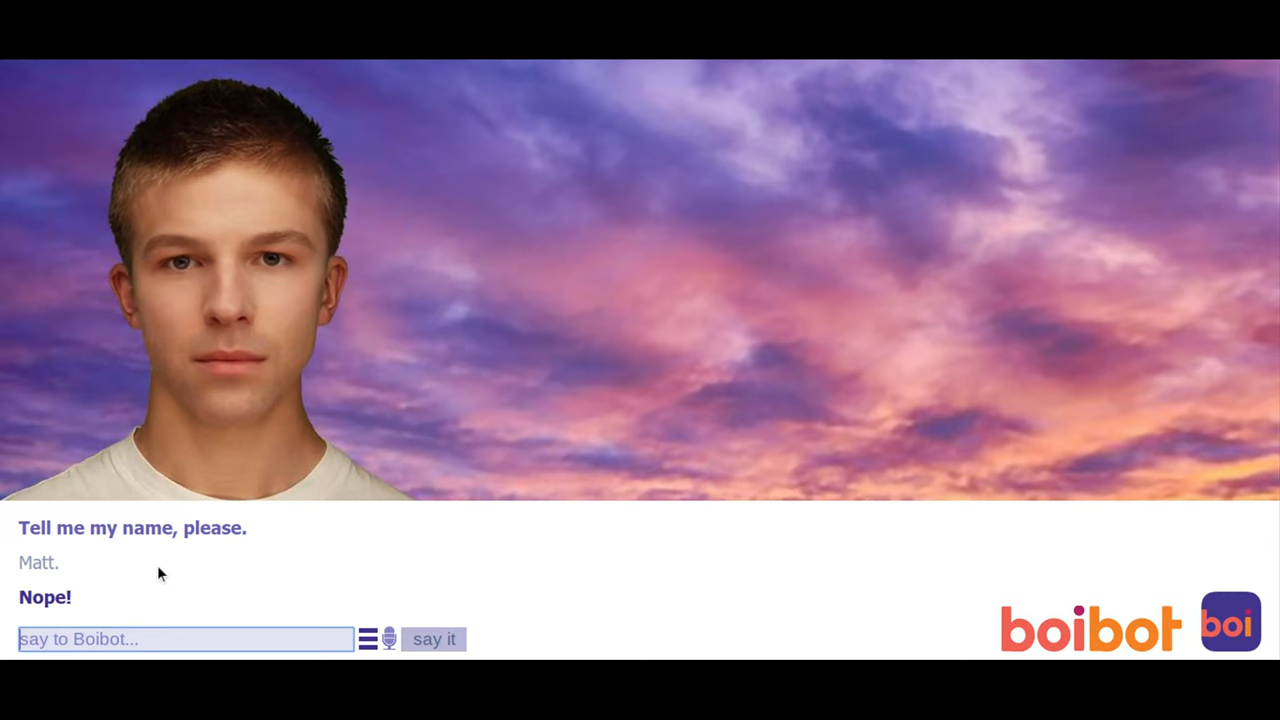 Tell me my name, please.
Matt.
Nope!
say to Boibot...
say it
boibot
boi